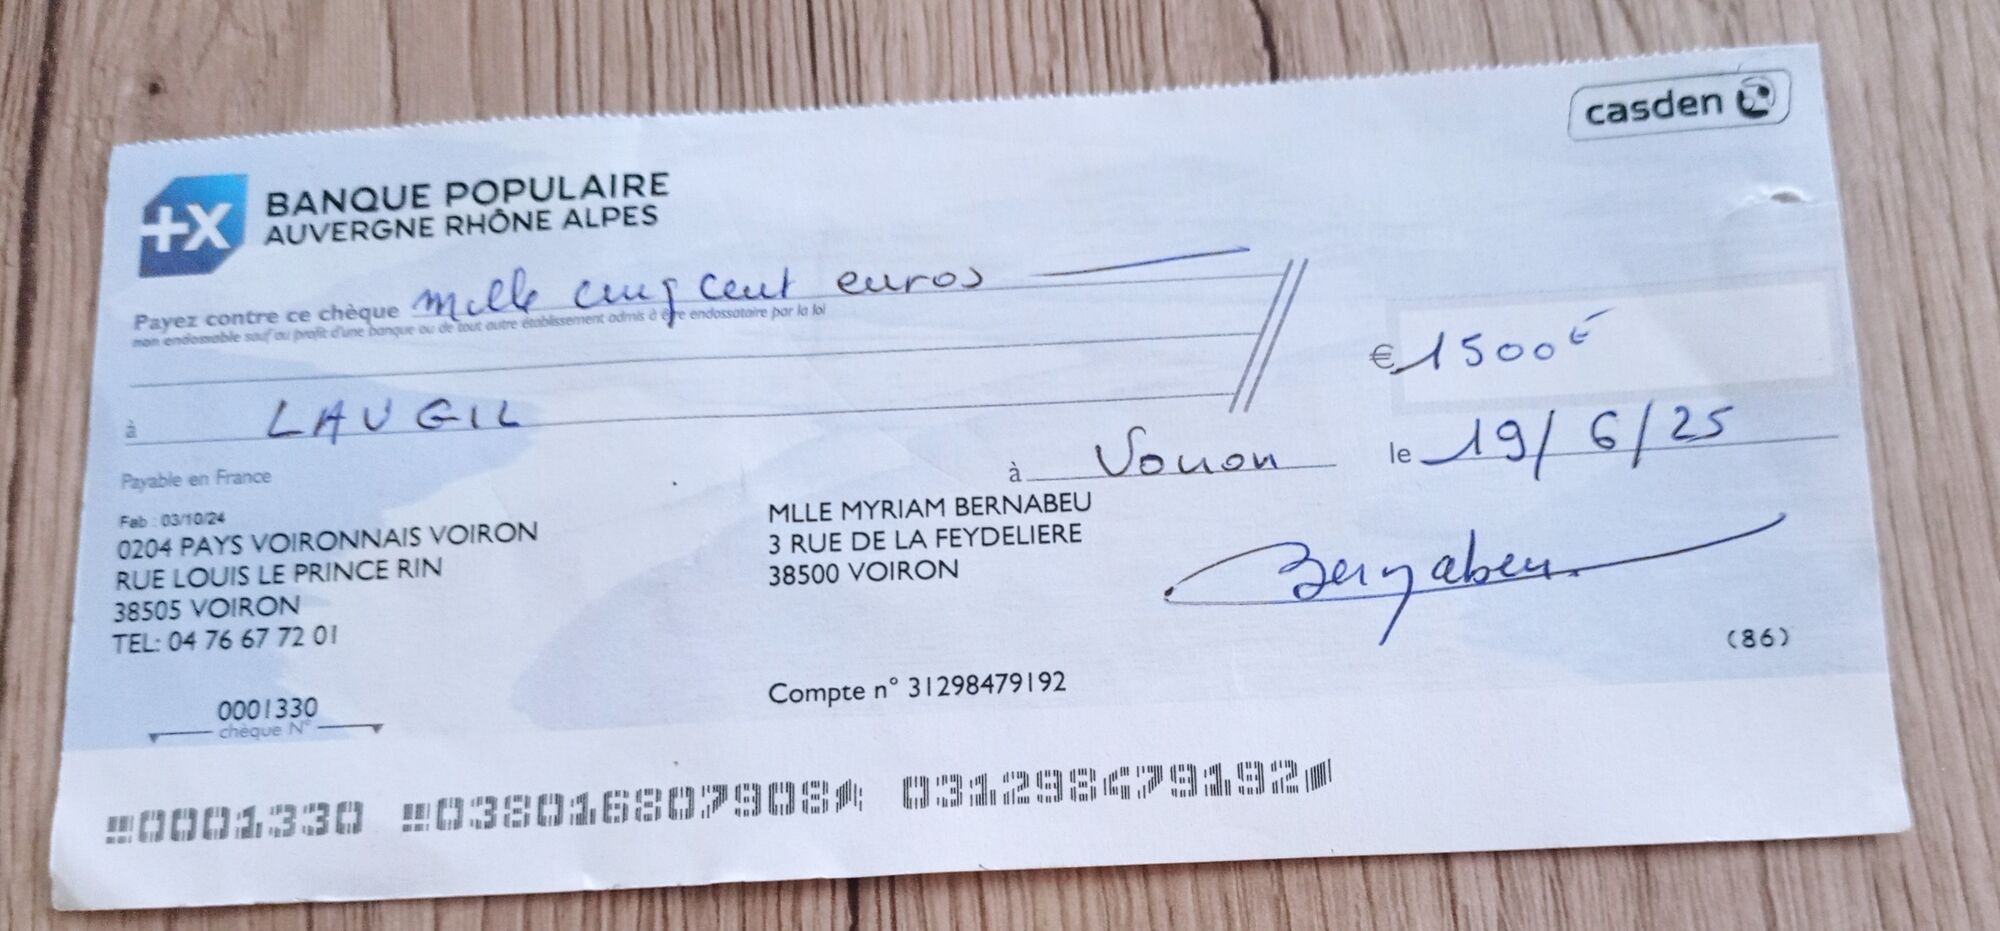 casden
BANQUE POPULAIRE
AUVERGNE RHÔNE ALPES
Payez contre ce chèque mille cinq cent euros
non endossable sauf au profit d'une banque ou de tout autre établissement admis à être endossataire par la loi
€ 1500 €
à LAUGIL
à Voiron le 19/6/25
Payable en France
Fab : 03/10/24
0204 PAYS VOIRONNAIS VOIRON
RUE LOUIS LE PRINCE RIN
38505 VOIRON
TEL: 04 76 67 72 01
MLLE MYRIAM BERNABEU
3 RUE DE LA FEYDELIERE
38500 VOIRON
Bernabeu
(86)
Compte n° 31298479192
0001330
chèque N°
0001330 038016807908 031298479192